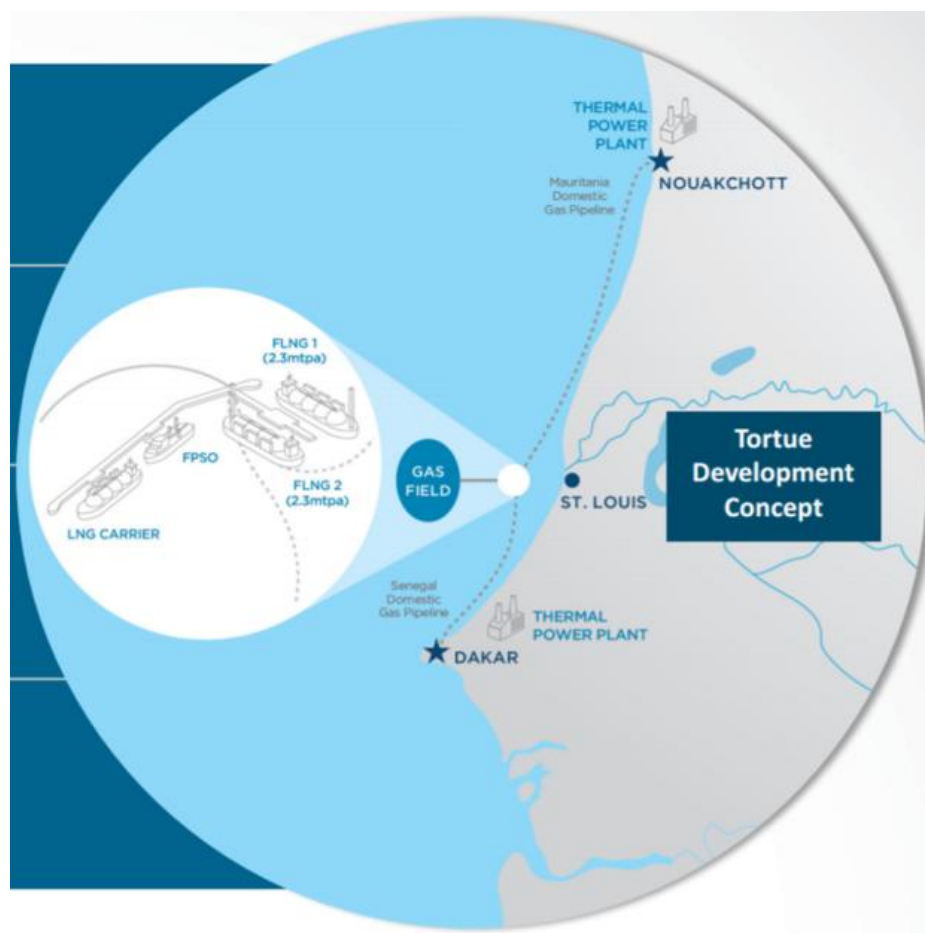 THERMAL
POWER
PLANT
NOUAKCHOTT
Mauritania
Domestic
Gas Pipeline
FLNG 1
(2.3mtpa)
FPSO
FLNG 2
(2.3mtpa)
LNG CARRIER
GAS
FIELD
ST. LOUIS
Tortue
Development
Concept
Senegal
Domestic
Gas Pipeline
THERMAL
POWER PLANT
DAKAR